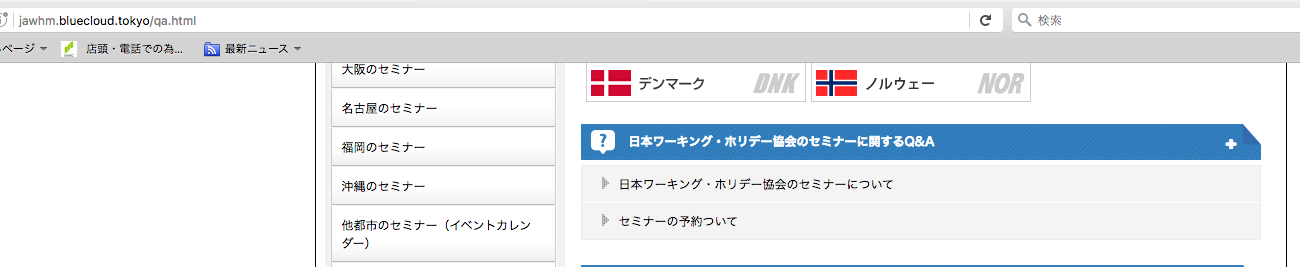 jawhm.bluecloud.tokyo/qa.html
検索
ページ
店頭・電話での為...
最新ニュース
大阪のセミナー
名古屋のセミナー
福岡のセミナー
沖縄のセミナー
他都市のセミナー（イベントカレン
ダー）
デンマーク DNK
ノルウェー NOR
日本ワーキング・ホリデー協会のセミナーに関するQ&A
日本ワーキング・ホリデー協会のセミナーについて
セミナーの予約ついて